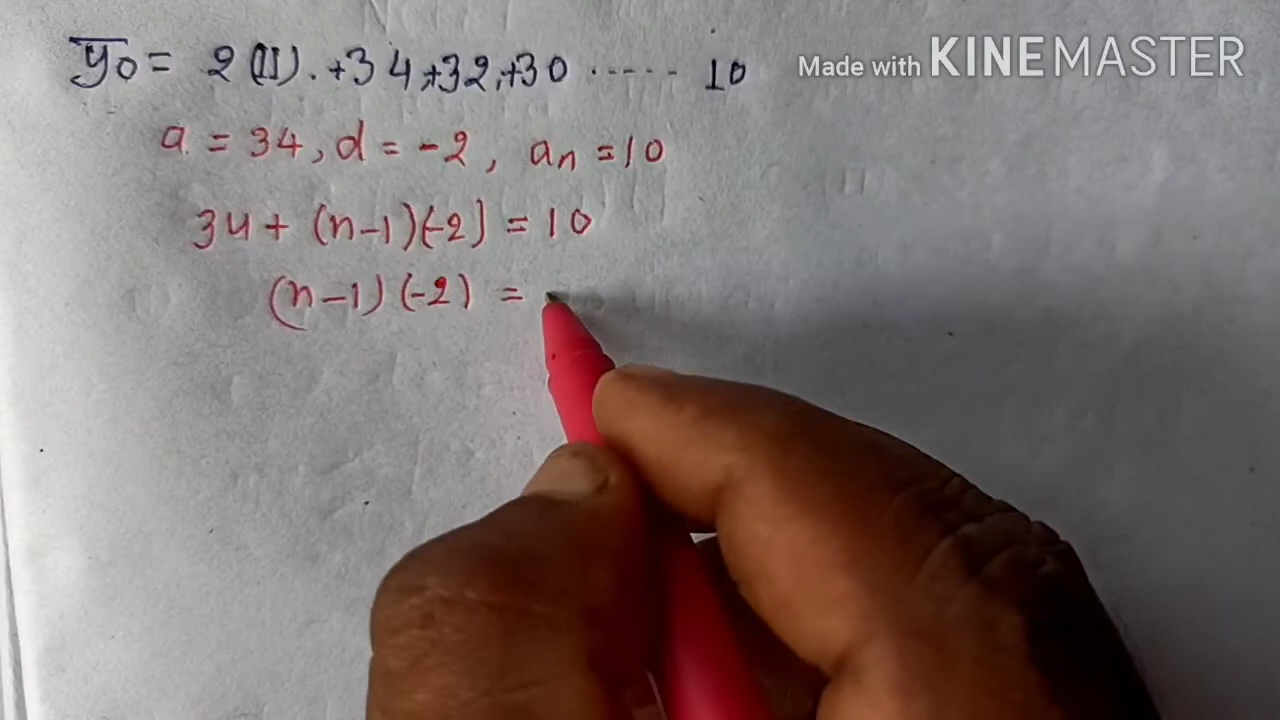 Made with KINEMASTER
యొ = 2 (II). +34, +32, +30 ...... 10
a = 34, d = -2, an = 10
34 + (n-1)(-2) = 10
(n-1) (-2) =